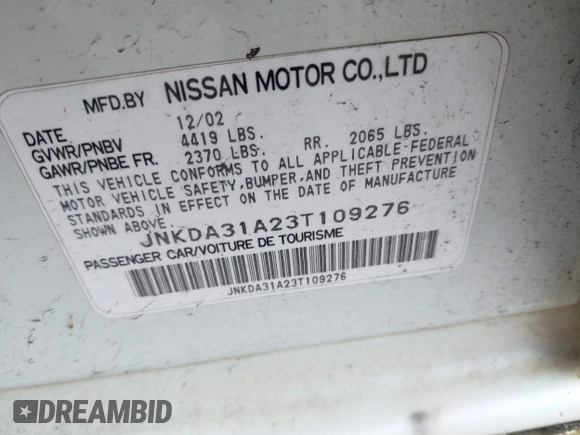 MFD.BY NISSAN MOTOR CO.,LTD
DATE 12/02
GVWR/PNBV 4419 LBS.
GAWR/PNBE FR. 2370 LBS. RR. 2065 LBS.
THIS VEHICLE CONFORMS TO ALL APPLICABLE FEDERAL
MOTOR VEHICLE SAFETY,BUMPER,AND THEFT PREVENTION
STANDARDS IN EFFECT ON THE DATE OF MANUFACTURE
SHOWN ABOVE.
JNKDA31A23T109276
PASSENGER CAR/VOITURE DE TOURISME
JNKDA31A23T109276
DREAMBID